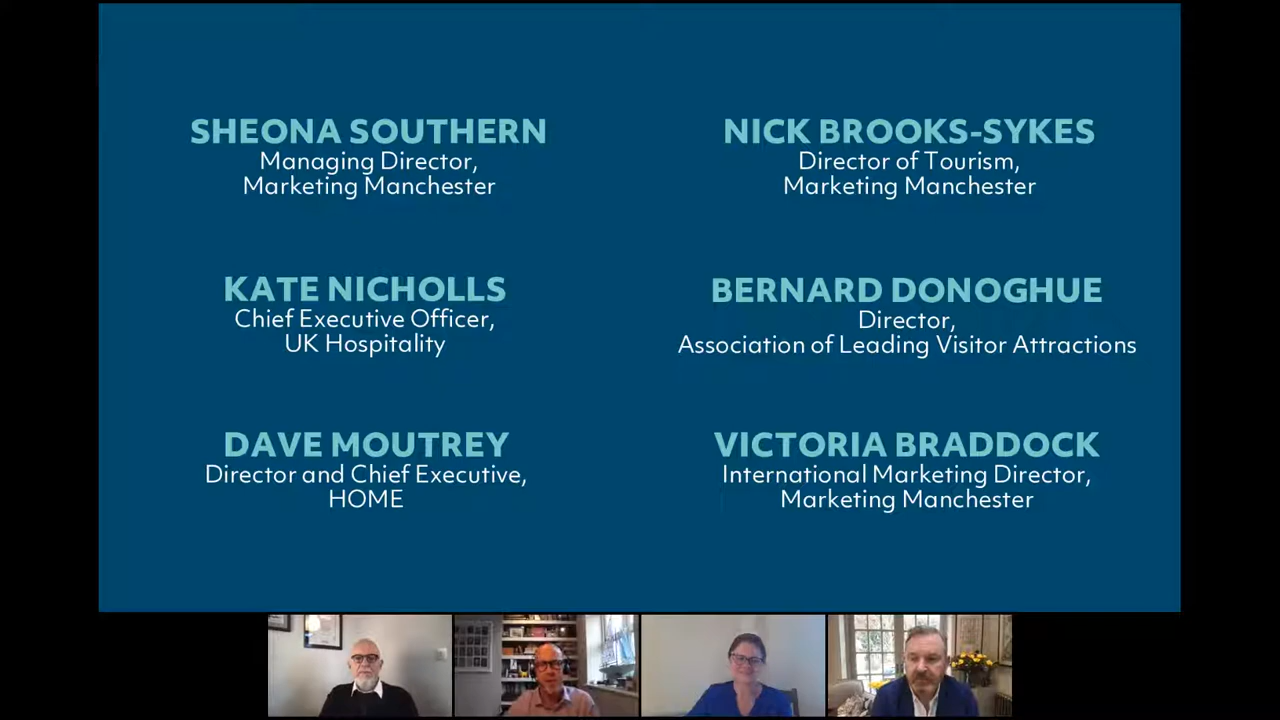 SHEONA SOUTHERN
Managing Director,
Marketing Manchester
NICK BROOKS-SYKES
Director of Tourism,
Marketing Manchester
KATE NICHOLLS
Chief Executive Officer,
UK Hospitality
BERNARD DONOGHUE
Director,
Association of Leading Visitor Attractions
DAVE MOUTREY
Director and Chief Executive,
HOME
VICTORIA BRADDOCK
International Marketing Director,
Marketing Manchester